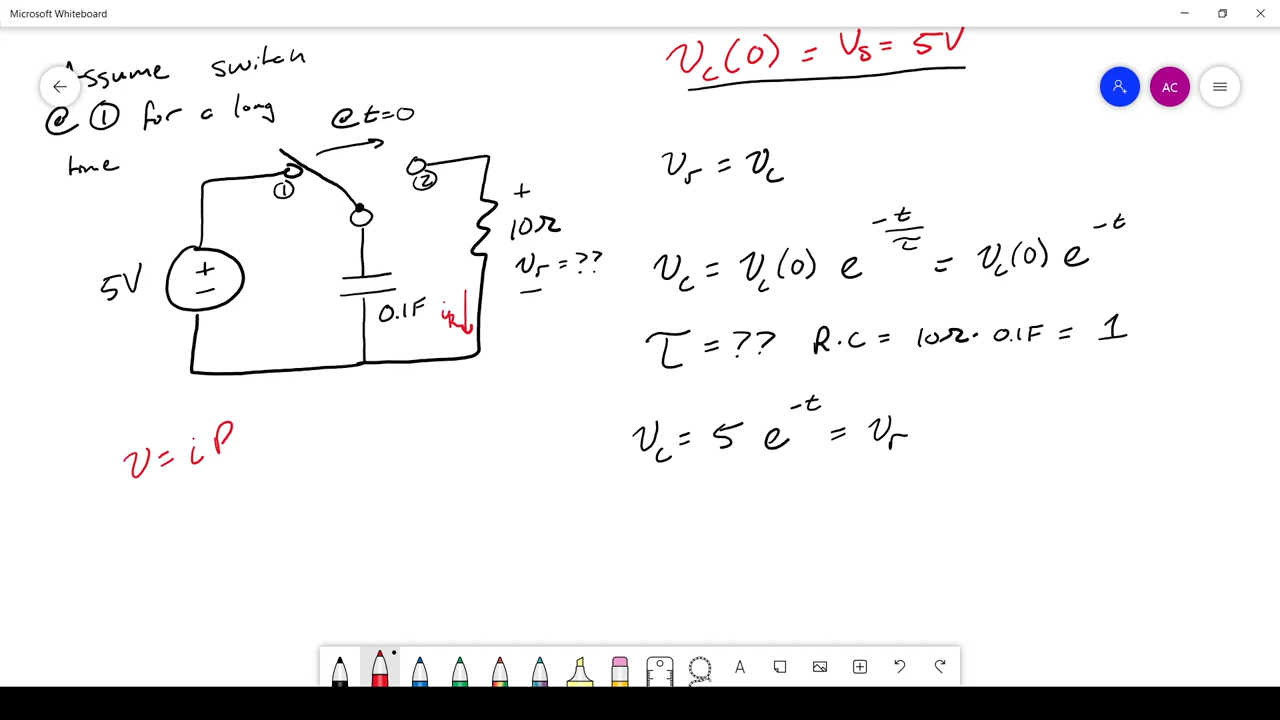 Microsoft Whiteboard
Assume switch
@ ① for a long
time
@ t=0
①
②
+
10Ω
v_r = ??
−
5V
+
−
0.1F
i_R
v = i R
v_c(0) = V_s = 5V
v_r = v_c
v_c = v_c(0) e^{-t/τ} = v_c(0) e^{-t}
τ = ?? R·C = 10Ω · 0.1F = 1
v_c = 5 e^{-t} = v_r
AC
A